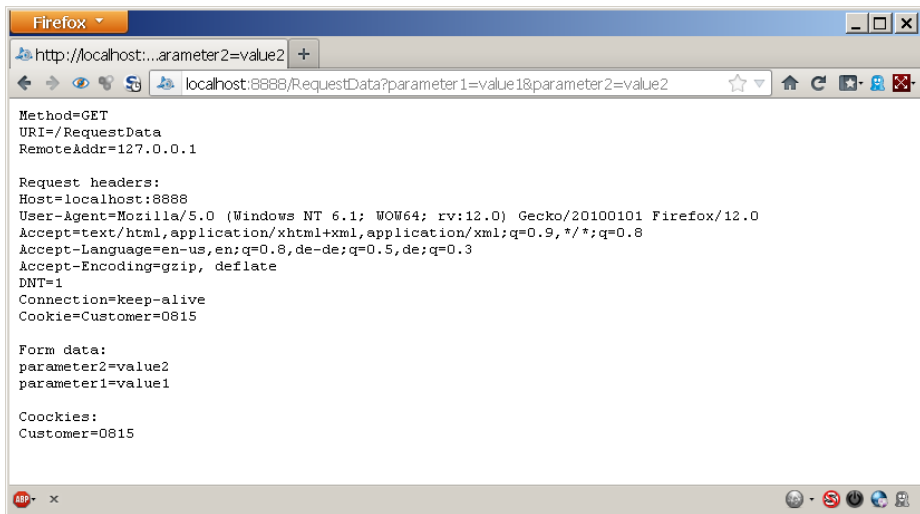 Firefox
http://localhost:...arameter2=value2 +
localhost:8888/RequestData?parameter1=value1&parameter2=value2
Method=GET
URI=/RequestData
RemoteAddr=127.0.0.1
Request headers:
Host=localhost:8888
User-Agent=Mozilla/5.0 (Windows NT 6.1; WOW64; rv:12.0) Gecko/20100101 Firefox/12.0
Accept=text/html,application/xhtml+xml,application/xml;q=0.9,*/*;q=0.8
Accept-Language=en-us,en;q=0.8,de-de;q=0.5,de;q=0.3
Accept-Encoding=gzip, deflate
DNT=1
Connection=keep-alive
Cookie=Customer=0815
Form data:
parameter2=value2
parameter1=value1
Coockies:
Customer=0815
ABP